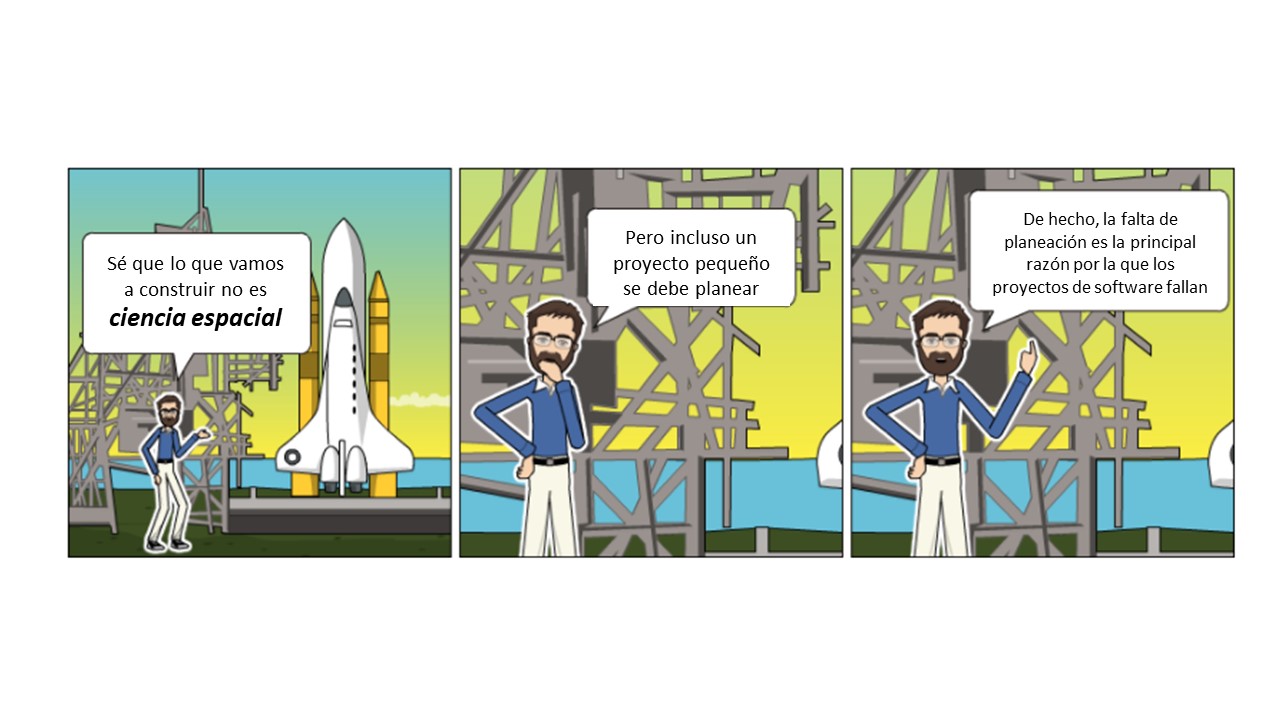 Sé que lo que vamos
a construir no es
ciencia espacial
Pero incluso un
proyecto pequeño
se debe planear
De hecho, la falta de
planeación es la principal
razón por la que los
proyectos de software fallan